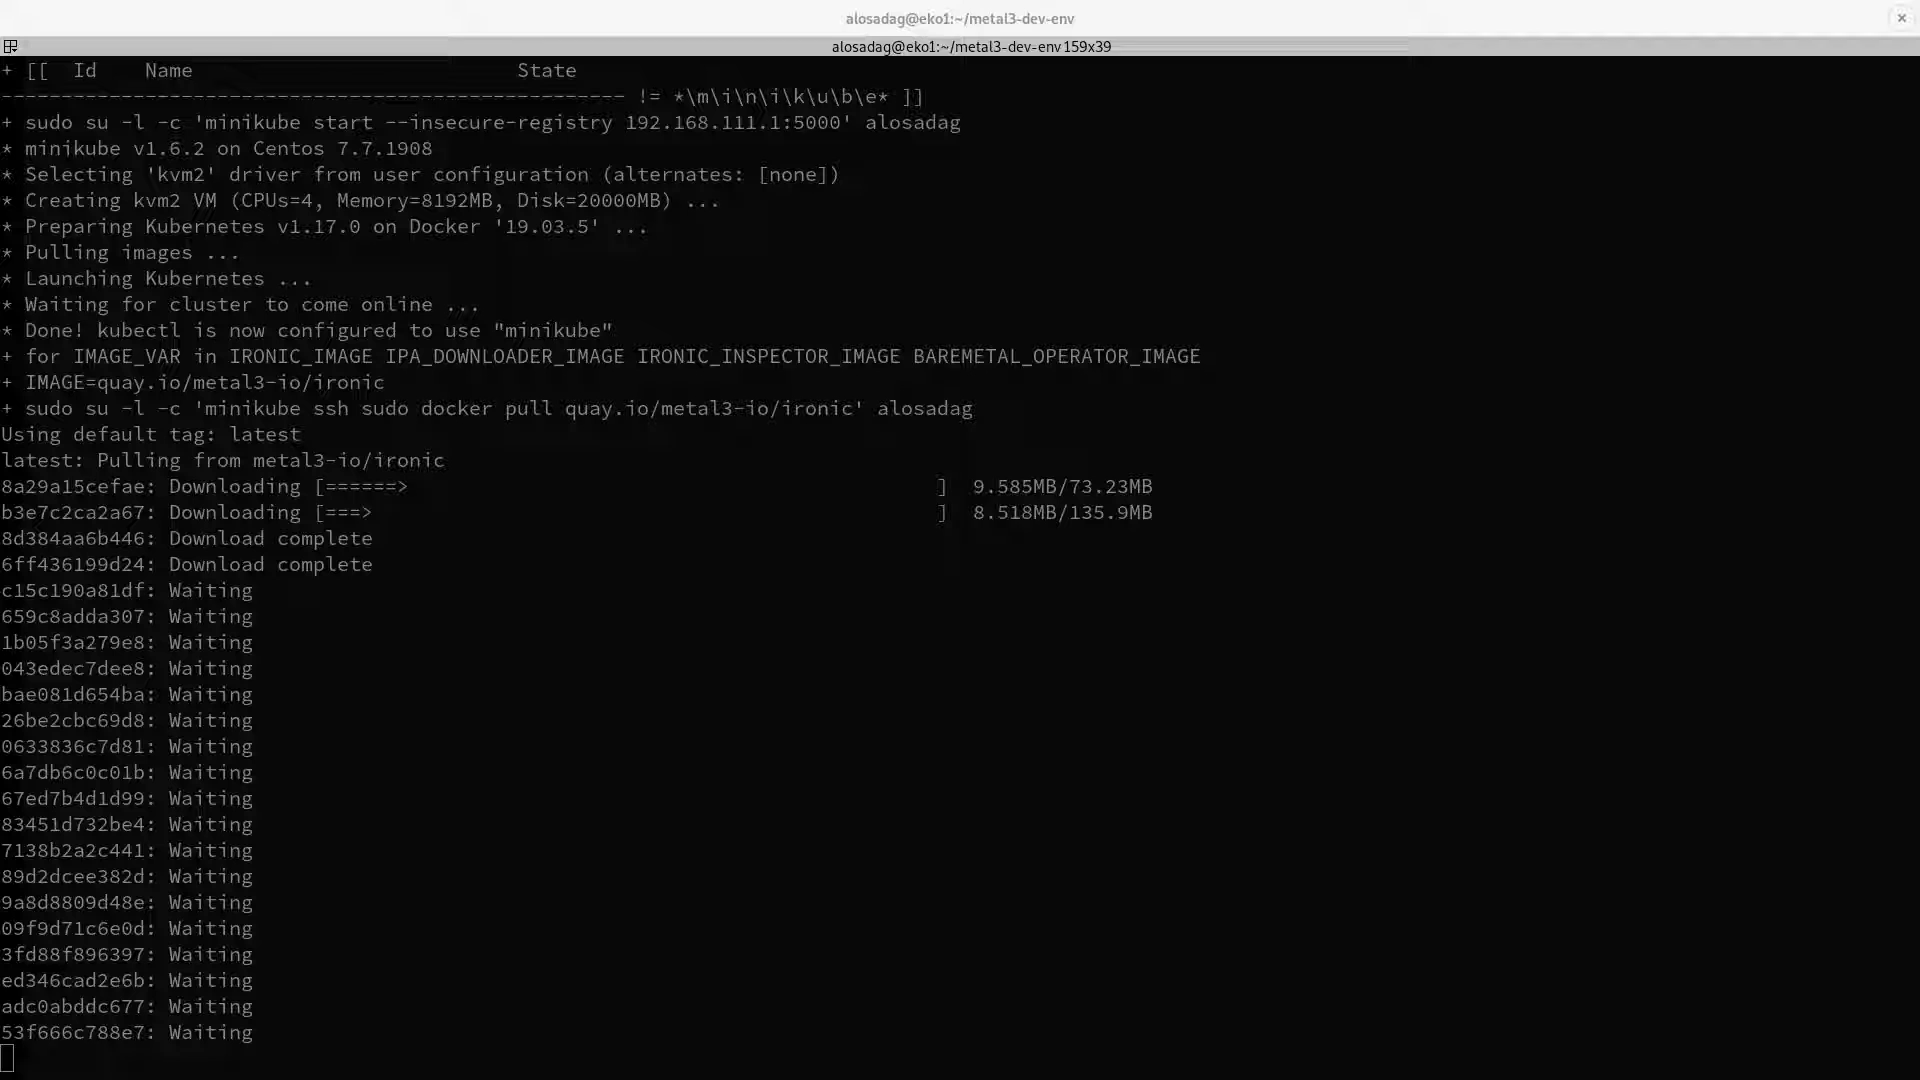 alosadag@eko1:~/metal3-dev-env
alosadag@eko1:~/metal3-dev-env 159x39
+ [[  Id    Name                           State
---------------------------------------------------- != *\m\i\n\i\k\u\b\e* ]]
+ sudo su -l -c 'minikube start --insecure-registry 192.168.111.1:5000' alosadag
* minikube v1.6.2 on Centos 7.7.1908
* Selecting 'kvm2' driver from user configuration (alternates: [none])
* Creating kvm2 VM (CPUs=4, Memory=8192MB, Disk=20000MB) ...
* Preparing Kubernetes v1.17.0 on Docker '19.03.5' ...
* Pulling images ...
* Launching Kubernetes ...
* Waiting for cluster to come online ...
* Done! kubectl is now configured to use "minikube"
+ for IMAGE_VAR in IRONIC_IMAGE IPA_DOWNLOADER_IMAGE IRONIC_INSPECTOR_IMAGE BAREMETAL_OPERATOR_IMAGE
+ IMAGE=quay.io/metal3-io/ironic
+ sudo su -l -c 'minikube ssh sudo docker pull quay.io/metal3-io/ironic' alosadag
Using default tag: latest
latest: Pulling from metal3-io/ironic
8a29a15cefae: Downloading [======>                                            ]  9.585MB/73.23MB
b3e7c2ca2a67: Downloading [===>                                               ]  8.518MB/135.9MB
8d384aa6b446: Download complete
6ff436199d24: Download complete
c15c190a81df: Waiting
659c8adda307: Waiting
1b05f3a279e8: Waiting
043edec7dee8: Waiting
bae081d654ba: Waiting
26be2cbc69d8: Waiting
0633836c7d81: Waiting
6a7db6c0c01b: Waiting
67ed7b4d1d99: Waiting
83451d732be4: Waiting
7138b2a2c441: Waiting
89d2dcee382d: Waiting
9a8d8809d48e: Waiting
09f9d71c6e0d: Waiting
3fd88f896397: Waiting
ed346cad2e6b: Waiting
adc0abddc677: Waiting
53f666c788e7: Waiting